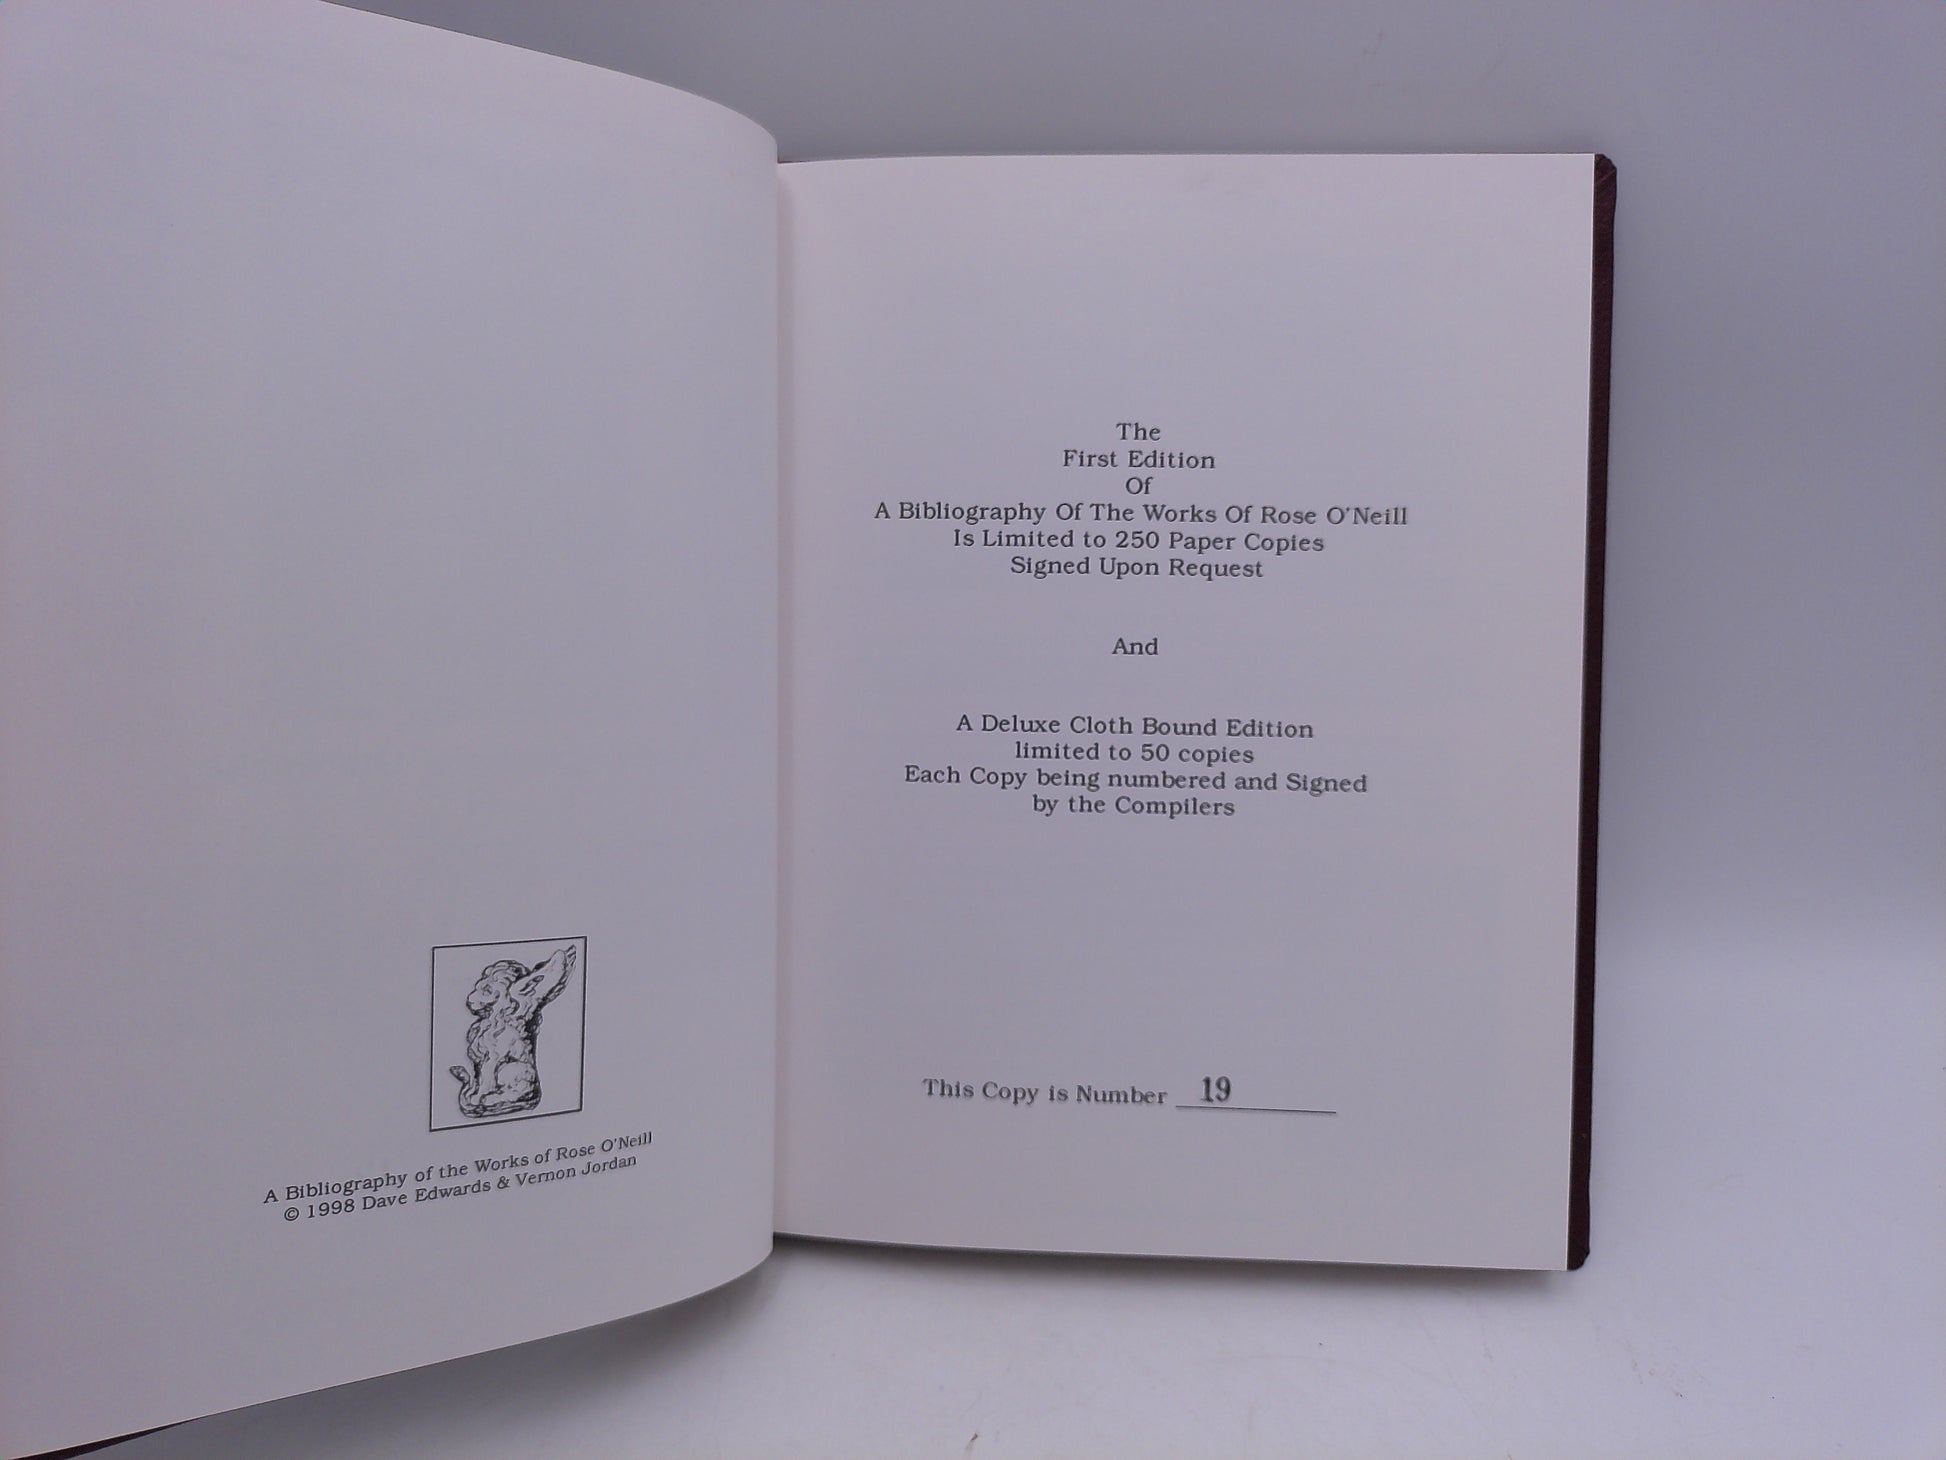 A Bibliography of the Works of Rose O'Neill
© 1998 Dave Edwards & Vernon Jordan
The
First Edition
Of
A Bibliography Of The Works Of Rose O'Neill
Is Limited to 250 Paper Copies
Signed Upon Request
And
A Deluxe Cloth Bound Edition
limited to 50 copies
Each Copy being numbered and Signed
by the Compilers
This Copy is Number 19